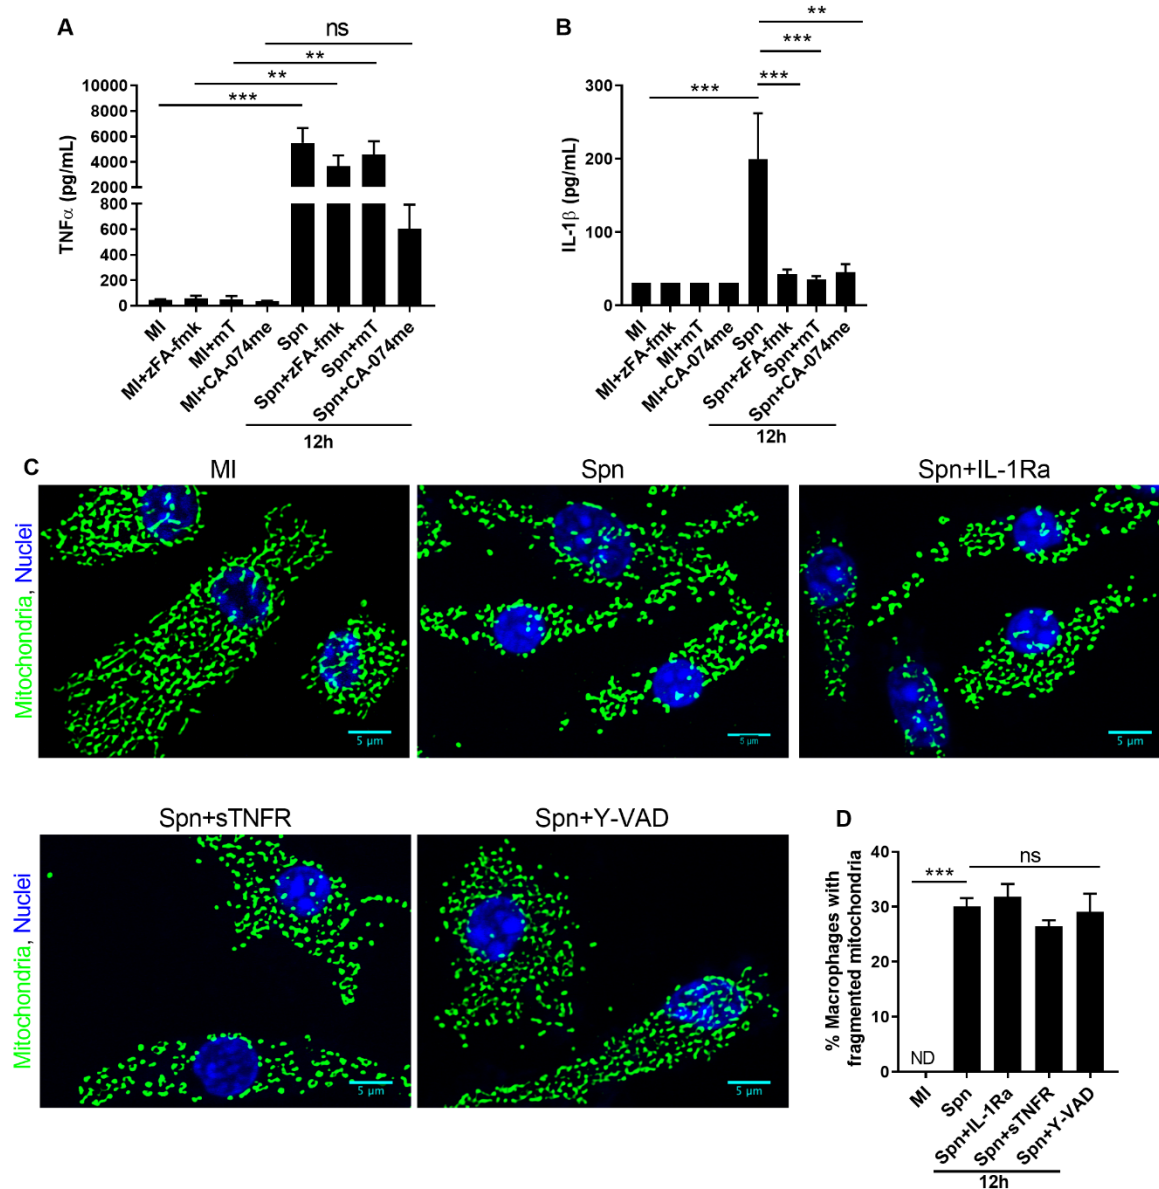 A
ns
**
**
***
TNFα (pg/mL)
10000
8000
6000
4000
2000
800
600
400
200
0
MI
MI+zFA-fmk
MI+mT
MI+CA-074me
Spn
Spn+zFA-fmk
Spn+mT
Spn+CA-074me
12h
B
**
***
***
***
IL-1β (pg/mL)
300
200
100
0
MI
MI+zFA-fmk
MI+mT
MI+CA-074me
Spn
Spn+zFA-fmk
Spn+mT
Spn+CA-074me
12h
C
MI
Spn
Spn+IL-1Ra
Mitochondria, Nuclei
5 µm
5 µm
5 µm
Spn+sTNFR
Spn+Y-VAD
Mitochondria, Nuclei
5 µm
5 µm
D
ns
***
% Macrophages with
fragmented mitochondria
40
30
20
10
0
ND
MI
Spn
Spn+IL-1Ra
Spn+sTNFR
Spn+Y-VAD
12h